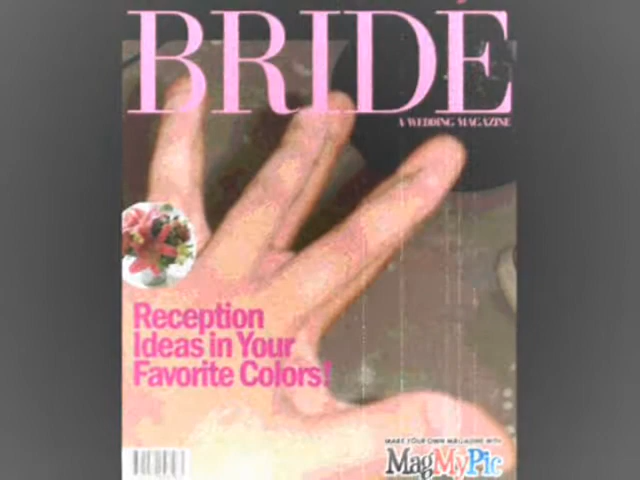 BRIDE
A WEDDING MAGAZINE
Reception
Ideas in Your
Favorite Colors!
MAKE YOUR OWN MAGAZINE WITH
MagMyPic